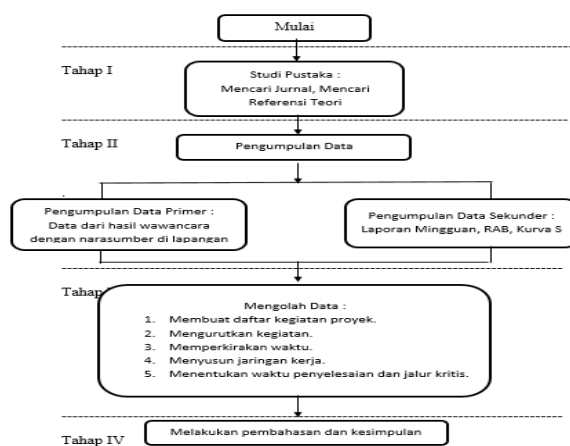 Mulai
Tahap I
Studi Pustaka :
Mencari Jurnal, Mencari
Referensi Teori
Tahap II
Pengumpulan Data
Pengumpulan Data Primer :
Data dari hasil wawancara
dengan narasumber di lapangan
Pengumpulan Data Sekunder :
Laporan Mingguan, RAB, Kurva S
Tahap
Mengolah Data :
1. Membuat daftar kegiatan proyek.
2. Mengurutkan kegiatan.
3. Memperkirakan waktu.
4. Menyusun jaringan kerja.
5. Menentukan waktu penyelesaian dan jalur kritis.
Melakukan pembahasan dan kesimpulan
Tahap IV